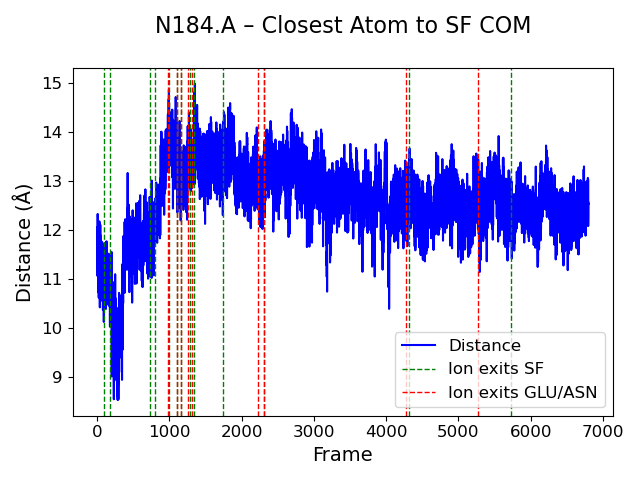 N184.A – Closest Atom to SF COM
Distance (Å)
15
14
13
12
11
10
9
0 1000 2000 3000 4000 5000 6000 7000
Frame
Distance
Ion exits SF
Ion exits GLU/ASN